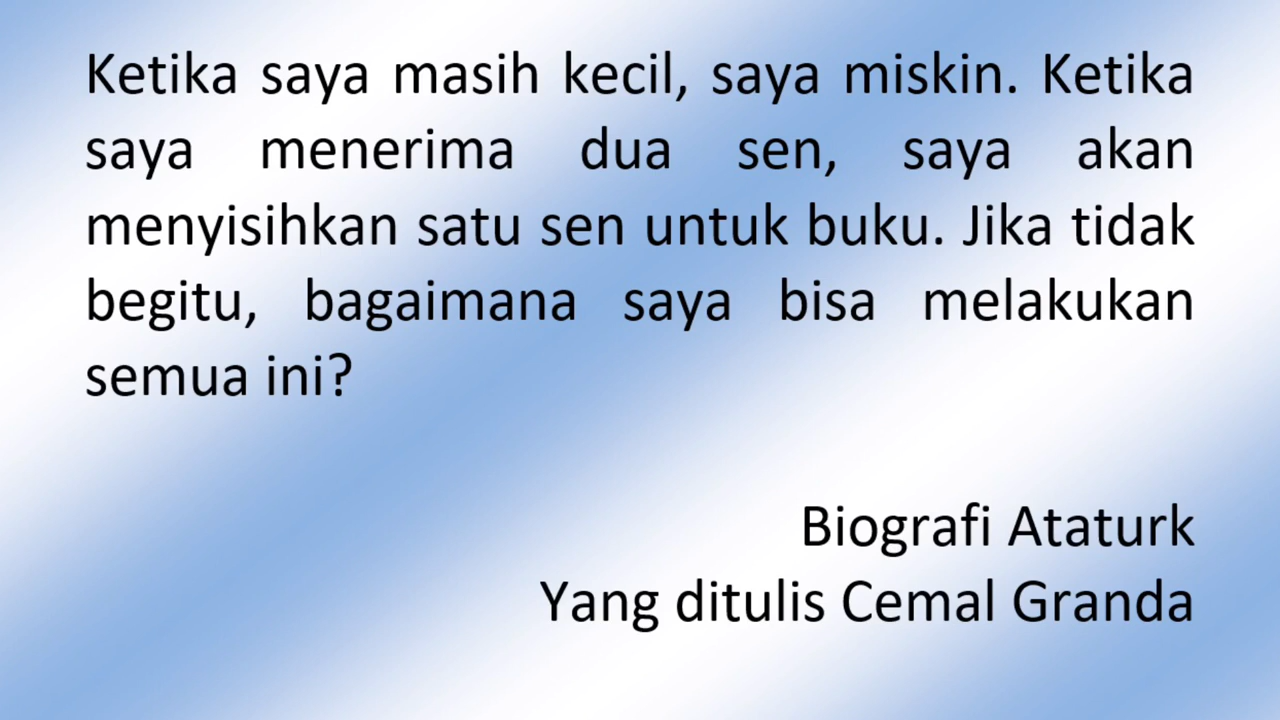 Ketika saya masih kecil, saya miskin. Ketika
saya menerima dua sen, saya akan
menyisihkan satu sen untuk buku. Jika tidak
begitu, bagaimana saya bisa melakukan
semua ini?
Biografi Ataturk
Yang ditulis Cemal Granda